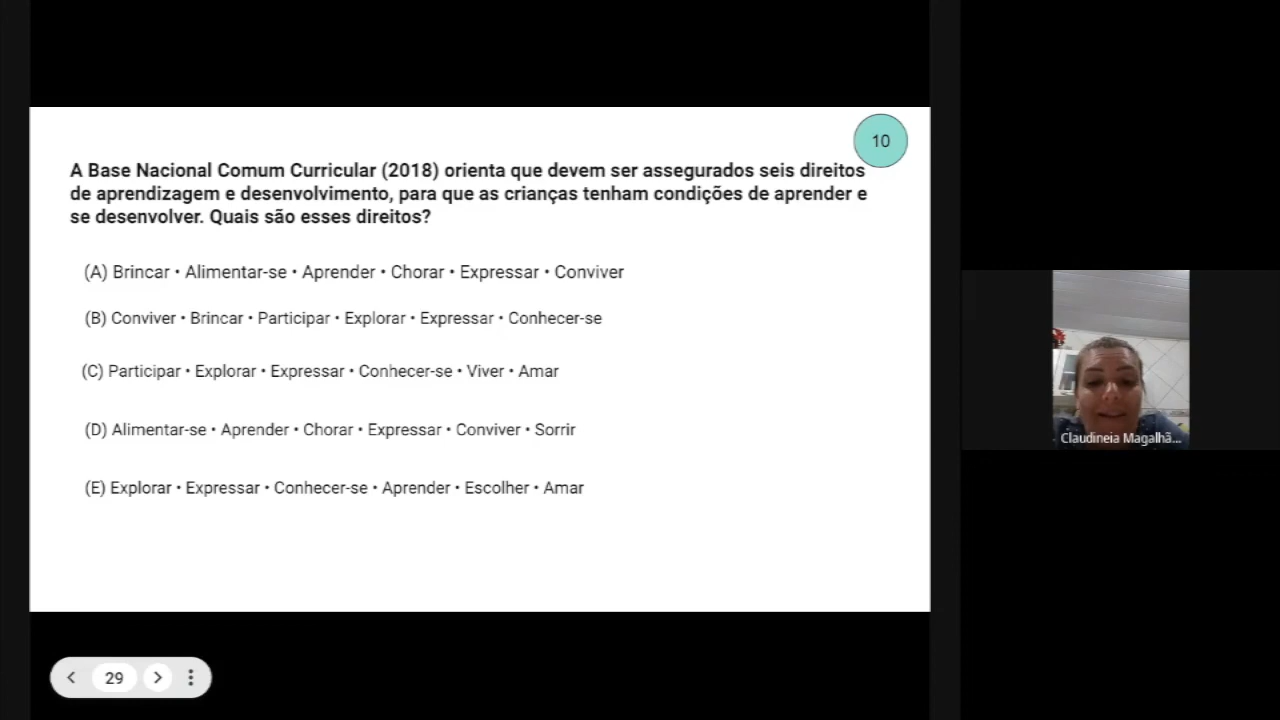 10
A Base Nacional Comum Curricular (2018) orienta que devem ser assegurados seis direitos
de aprendizagem e desenvolvimento, para que as crianças tenham condições de aprender e
se desenvolver. Quais são esses direitos?
(A) Brincar • Alimentar-se • Aprender • Chorar • Expressar • Conviver
(B) Conviver • Brincar • Participar • Explorar • Expressar • Conhecer-se
(C) Participar • Explorar • Expressar • Conhecer-se • Viver • Amar
(D) Alimentar-se • Aprender • Chorar • Expressar • Conviver • Sorrir
(E) Explorar • Expressar • Conhecer-se • Aprender • Escolher • Amar
Claudineia Magalhã...
29